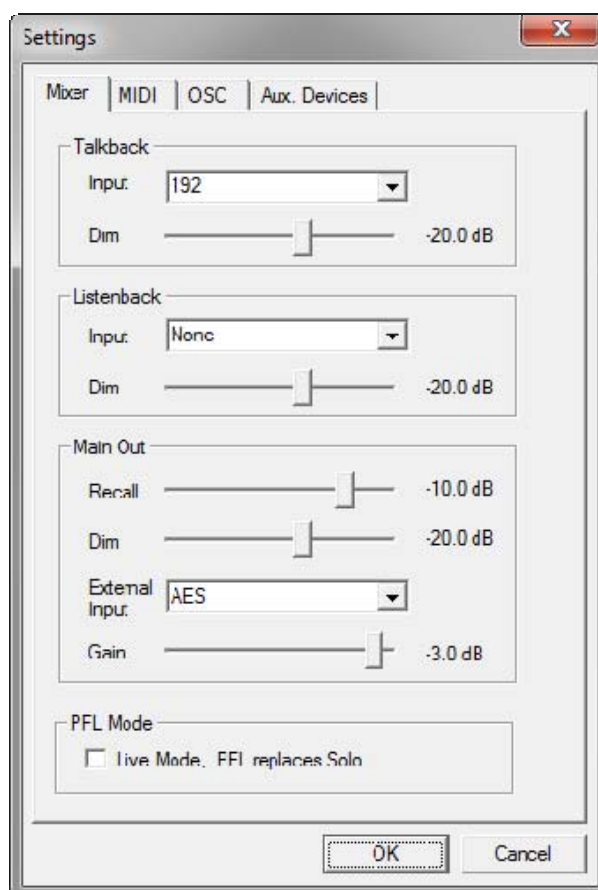 Settings
Mixer MIDI OSC Aux. Devices
Talkback
Input: 192
Dim -20.0 dB
Listenback
Input: None
Dim -20.0 dB
Main Out
Recall -10.0 dB
Dim -20.0 dB
External
Input: AES
Gain -3.0 dB
PFL Mode
Live Mode, PFL replaces Solo
OK Cancel